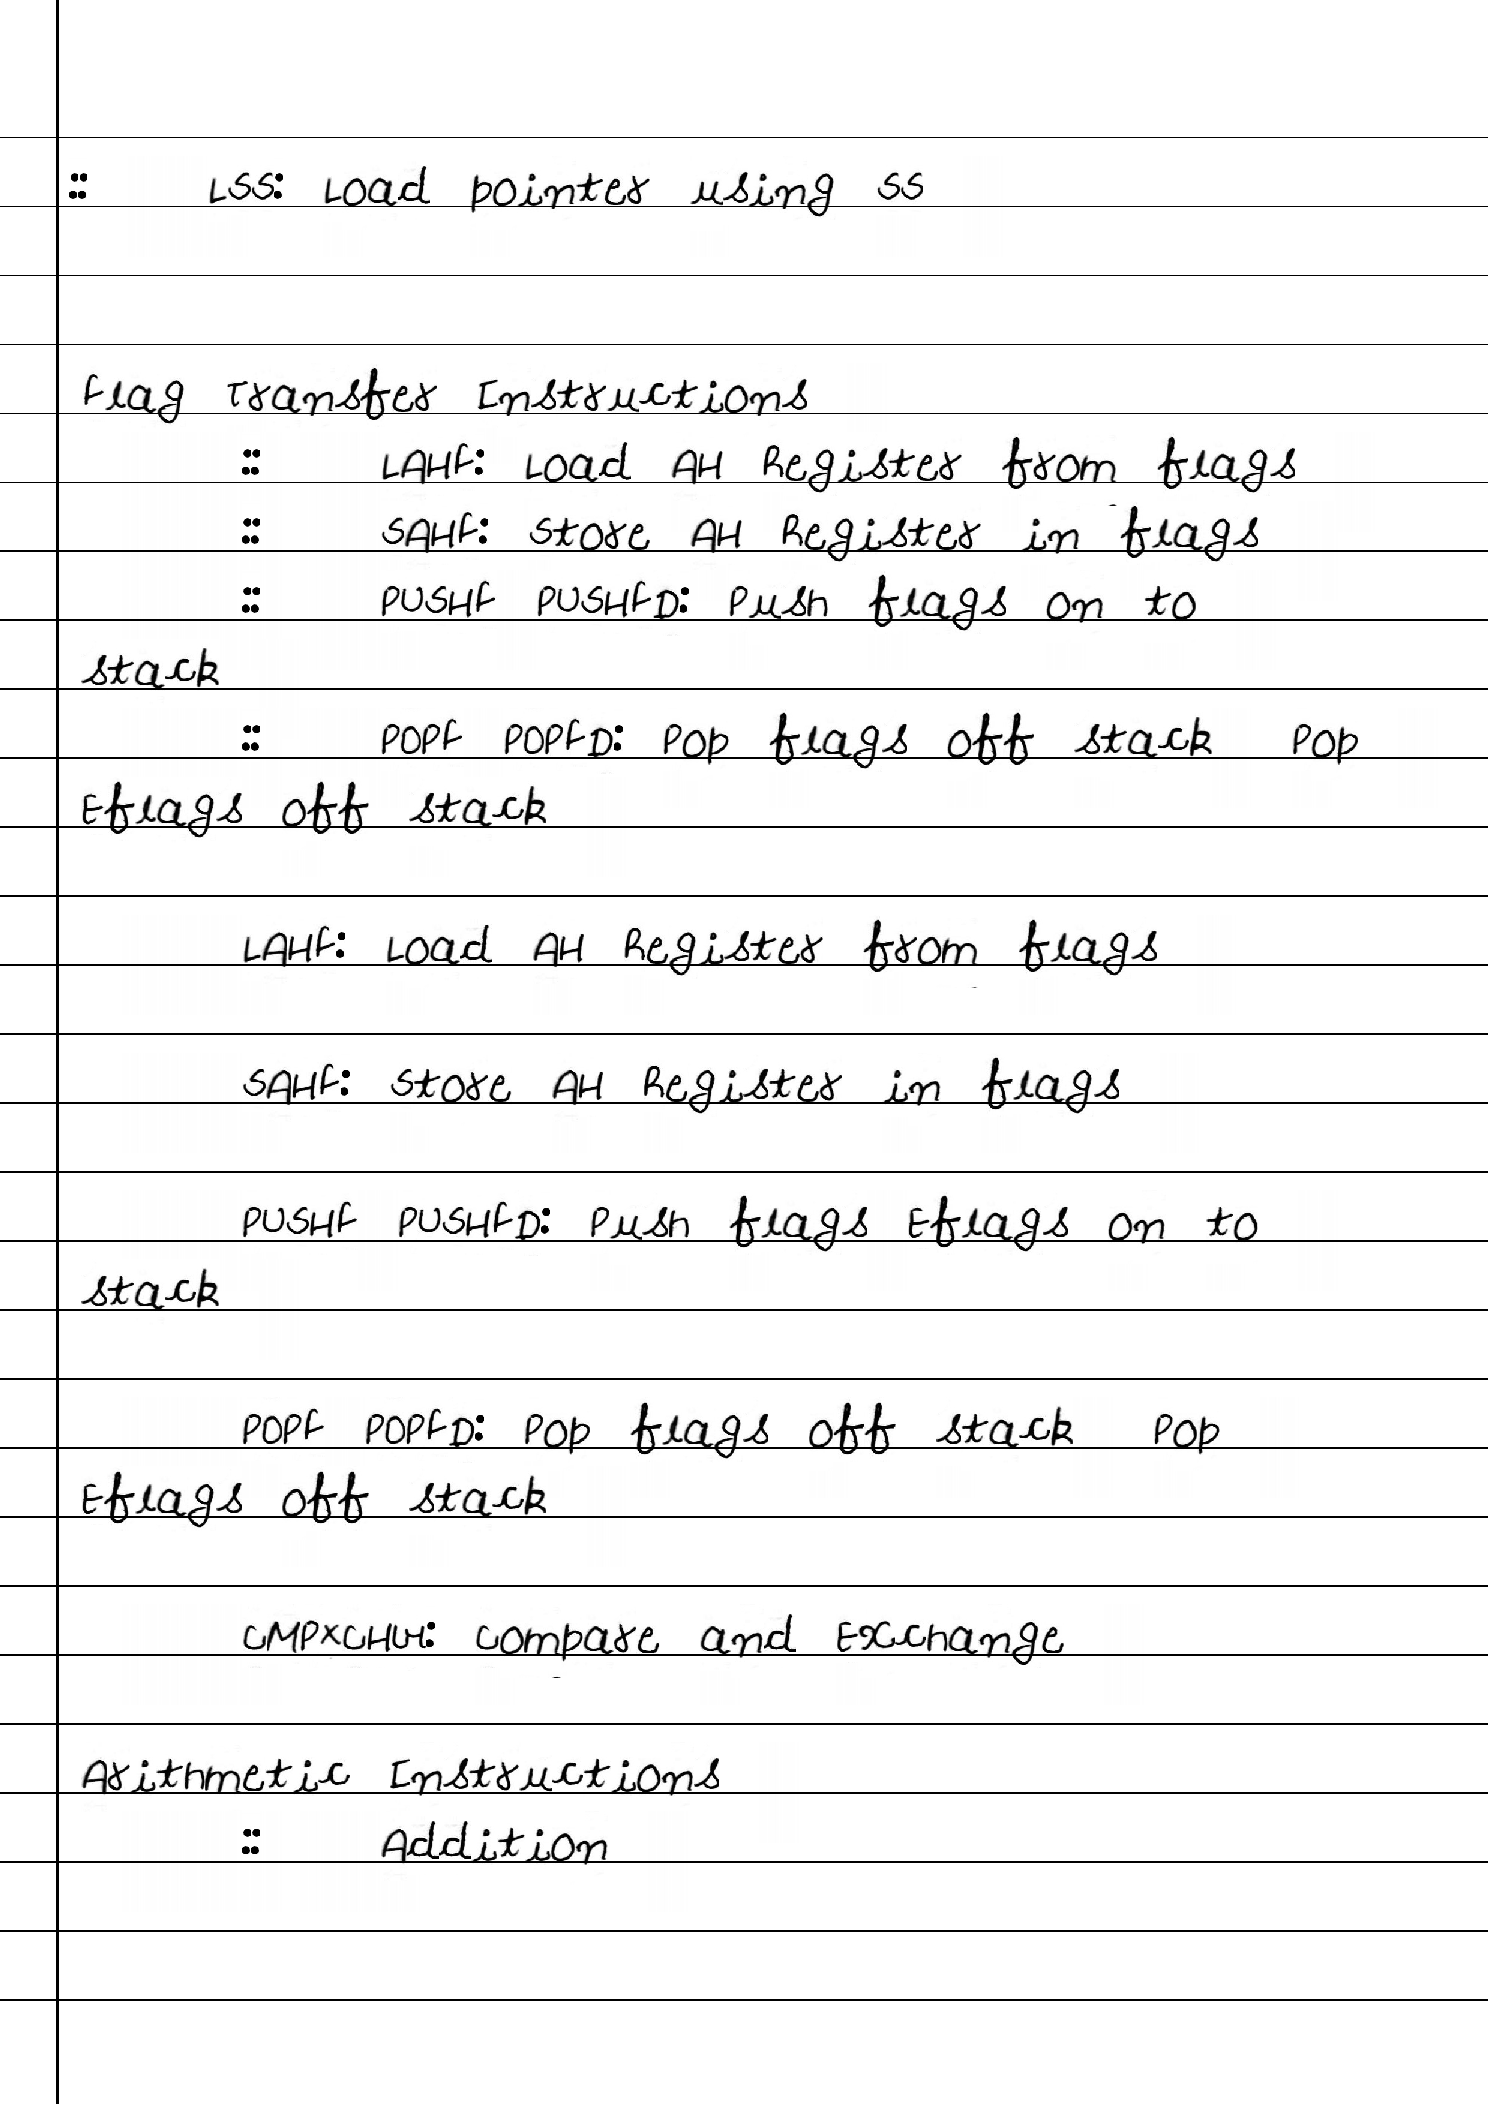 :: LSS: Load pointer using SS
Flag Transfer Instructions
:: LAHF: Load AH Register from flags
:: SAHF: Store AH Register in flags
:: PUSHF PUSHFD: Push flags on to
stack
:: POPF POPFD: Pop flags off stack Pop
Eflags off stack
LAHF: Load AH Register from flags
SAHF: Store AH Register in flags
PUSHF PUSHFD: Push flags Eflags on to
stack
POPF POPFD: Pop flags off stack Pop
Eflags off stack
CMPXCHG: Compare and Exchange
Arithmetic Instructions
:: Addition